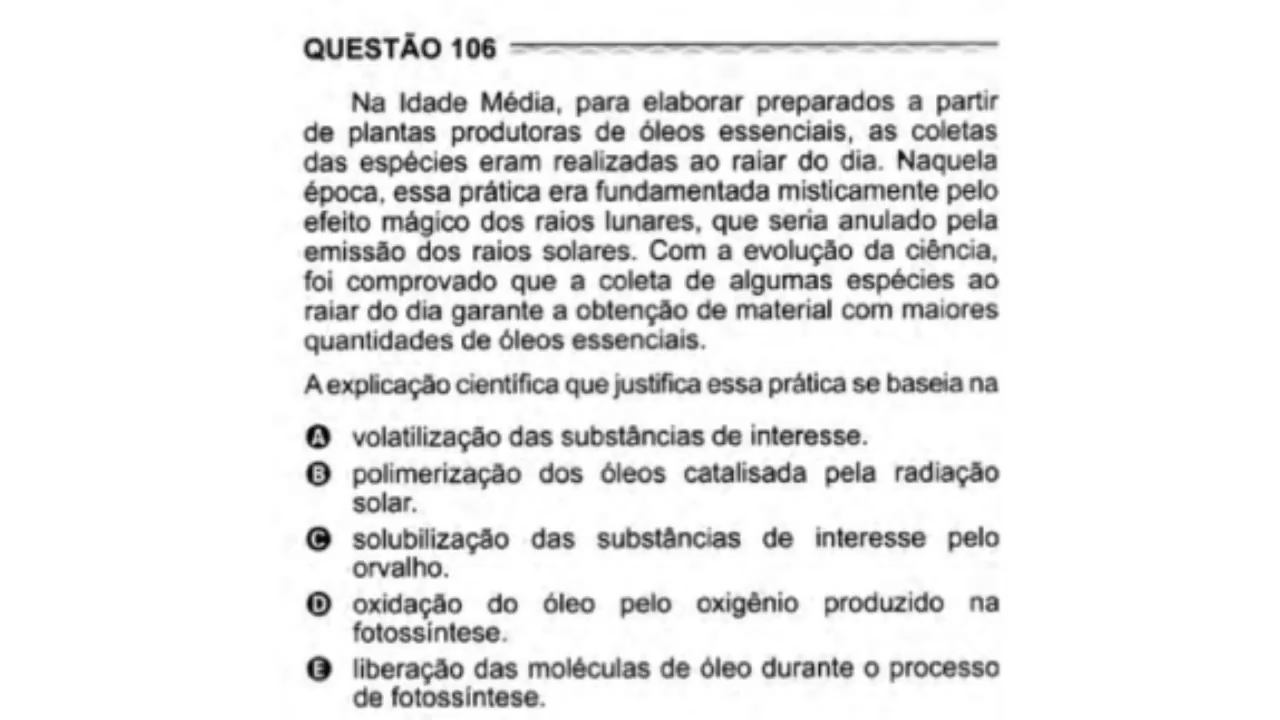 QUESTÃO 106
Na Idade Média, para elaborar preparados a partir
de plantas produtoras de óleos essenciais, as coletas
das espécies eram realizadas ao raiar do dia. Naquela
época, essa prática era fundamentada misticamente pelo
efeito mágico dos raios lunares, que seria anulado pela
emissão dos raios solares. Com a evolução da ciência,
foi comprovado que a coleta de algumas espécies ao
raiar do dia garante a obtenção de material com maiores
quantidades de óleos essenciais.
A explicação científica que justifica essa prática se baseia na
A volatilização das substâncias de interesse.
B polimerização dos óleos catalisada pela radiação
solar.
C solubilização das substâncias de interesse pelo
orvalho.
D oxidação do óleo pelo oxigênio produzido na
fotossíntese.
E liberação das moléculas de óleo durante o processo
de fotossíntese.